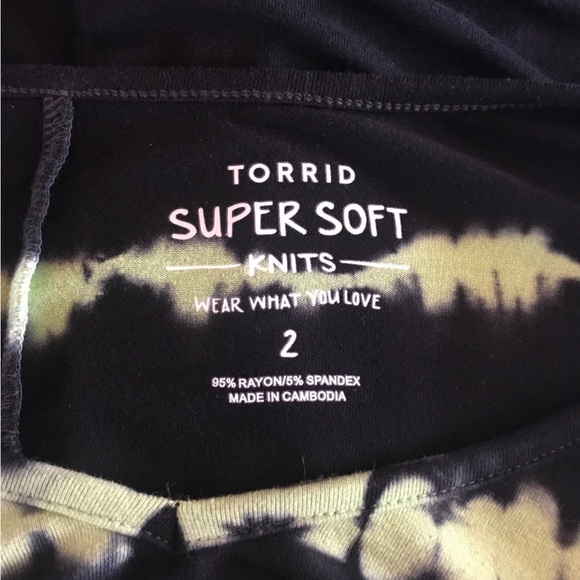 TORRID
SUPER SOFT
KNITS
WEAR WHAT YOU LOVE
2
95% RAYON/5% SPANDEX
MADE IN CAMBODIA